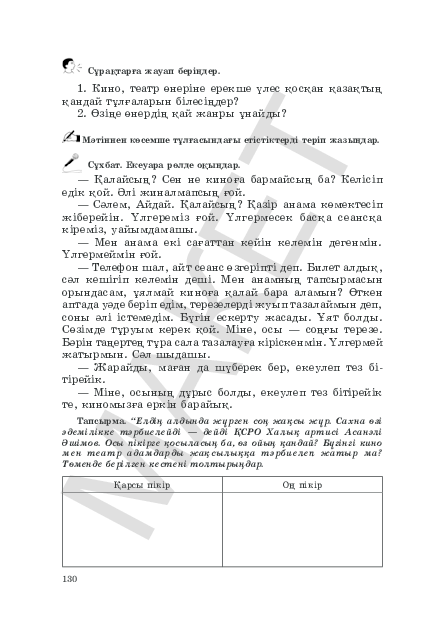 Сұрақтарға жауап беріңдер.
1. Кино, театр өнеріне ерекше үлес қосқан қазақтың
қандай тұлғаларын білесіңдер?
2. Өзіңе өнердің қай жанры ұнайды?
Мәтіннен көсемше тұлғасындағы етістіктерді теріп жазыңдар.
Сұхбат. Екеуара рөлде оқыңдар.
— Қалайсың? Сен не киноға бармайсың ба? Келісіп
едік қой. Әлі жиналмапсың ғой.
— Сәлем, Айдай. Қалайсың? Қазір анама көмектесіп
жіберейін. Үлгереміз ғой. Үлгермесек басқа сеансқа
кіреміз, уайымдамашы.
— Мен анама екі сағаттан кейін келемін дегенмін.
Үлгермеймін ғой.
— Телефон шал, айт сеанс өзгеріпті деп. Билет алдық,
сәл кешігіп келемін деші. Мен анамның тапсырмасын
орындасам, ұялмай киноға қалай бара аламын? Өткен
аптада уәде беріп едім, терезелерді жуып тазалаймын деп,
соны әлі істемедім. Бүгін ескерту жасады. Ұят болды.
Сөзімде тұруым керек қой. Міне, осы — соңғы терезе.
Бәрін таңертең тұра сала тазалауға кіріскенмін. Үлгермей
жатырмын. Сәл шыдашы.
— Жарайды, маған да шүберек бер, екеулеп тез бі-
тірейік.
— Міне, осының дұрыс болды, екеулеп тез бітірейік
те, киномызға еркін барайық.
Тапсырма. “Елдің алдында жүрген соң жақсы жүр. Сахна өзі
әдемілікке тәрбиелейді — дейді ҚСРО Халық артисі Асанәлі
Әшімов. Осы пікірге қосыласың ба, өз ойың қандай? Бүгінгі кино
мен театр адамдарды жақсылыққа тәрбиелеп жатыр ма?
Төменде берілген кестені толтырыңдар.
Қарсы пікір
Оң пікір
130
МАКЕТ